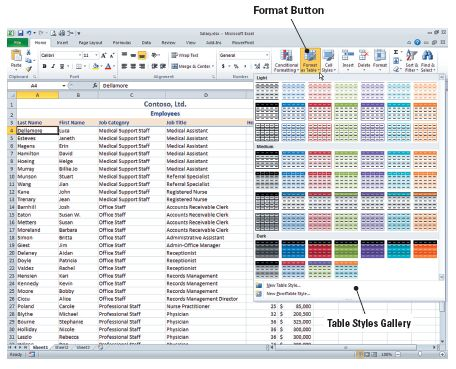 Format Button
Salary.xlsx - Microsoft Excel
File Home Insert Page Layout Formulas Data Review View Add-Ins PowerPivot
Paste Calibri 11 Wrap Text General Conditional Formatting Format as Table Cell Styles Insert Delete Format Sort & Filter Find & Select
Merge & Center
Clipboard Font Alignment Number
A4 Dellamore
A B C D
1 Contoso, Ltd.
2 Employees
3 Last Name First Name Job Category Job Title
4 Dellamore Luca Medical Support Staff Medical Assistant
5 Esteves Janeth Medical Support Staff Medical Assistant
6 Hagens Erin Medical Support Staff Medical Assistant
7 Hamilton David Medical Support Staff Medical Assistant
8 Hoeing Helge Medical Support Staff Medical Assistant
9 Murray Billie Jo Medical Support Staff Medical Assistant
10 Munson Stuart Medical Support Staff Referral Specialist
11 Wang Jian Medical Support Staff Referral Specialist
12 Kane John Medical Support Staff Registered Nurse
13 Trenary Jean Medical Support Staff Registered Nurse
14 Barnhill Josh Office Staff Accounts Receivable Clerk
15 Eaton Susan W. Office Staff Accounts Receivable Clerk
16 Metters Susan Office Staff Accounts Receivable Clerk
17 Moreland Barbara Office Staff Accounts Receivable Clerk
18 Simon Britta Office Staff Administrative Assistant
19 Giest Jim Office Staff Admin-Office Manager
20 Delaney Aidan Office Staff Receptionist
21 Doyle Patricia Office Staff Receptionist
22 Valdez Rachel Office Staff Receptionist
23 Hensien Kari Office Staff Records Management
24 Kennedy Kevin Office Staff Records Management
25 Moore Bobby Office Staff Records Management
26 Ciccu Alice Office Staff Records Management Director
27 Poland Carole Professional Staff Nurse Practitioner 25 $ 85,000
28 Blythe Michael Professional Staff Physician 32 $ 200,500
29 Bourne Stephanie Professional Staff Physician 36 $ 325,000
30 Holliday Nicole Professional Staff Physician 36 $ 300,000
31 Laszlo Rebecca Professional Staff Physician 36 $ 300,000
Light
Medium
Dark
New Table Style...
New PivotTable Style...
Table Styles Gallery
Sheet1 Sheet2 Sheet3
Ready 100%